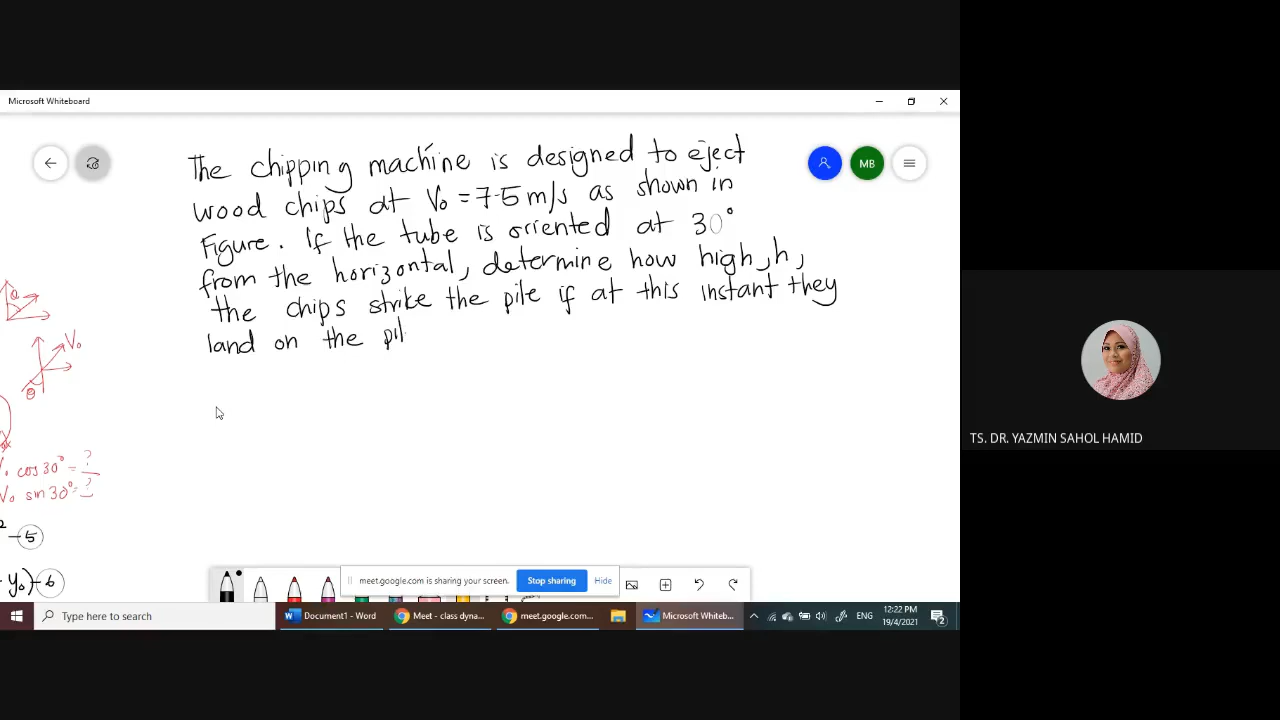 Microsoft Whiteboard
The chipping machine is designed to eject
wood chips at V₀ = 7.5 m/s as shown in
Figure. If the tube is oriented at 30°
from the horizontal, determine how high, h,
the chips strike the pile if at this instant they
land on the pil
MB
V₀
θ
V₀ cos 30° = ?
V₀ sin 30° = ?
² - 5
y₀) - 6
TS. DR. YAZMIN SAHOL HAMID
meet.google.com is sharing your screen.
Stop sharing
Hide
Type here to search
Document1 - Word
Meet - class dyna...
meet.google.com...
Microsoft Whiteb...
ENG
12:22 PM
19/4/2021
2